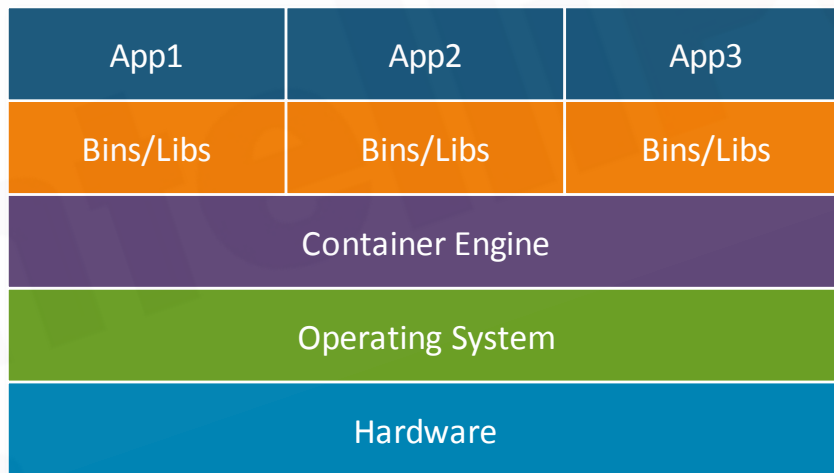 App1 App2 App3
Bins/Libs Bins/Libs Bins/Libs
Container Engine
Operating System
Hardware